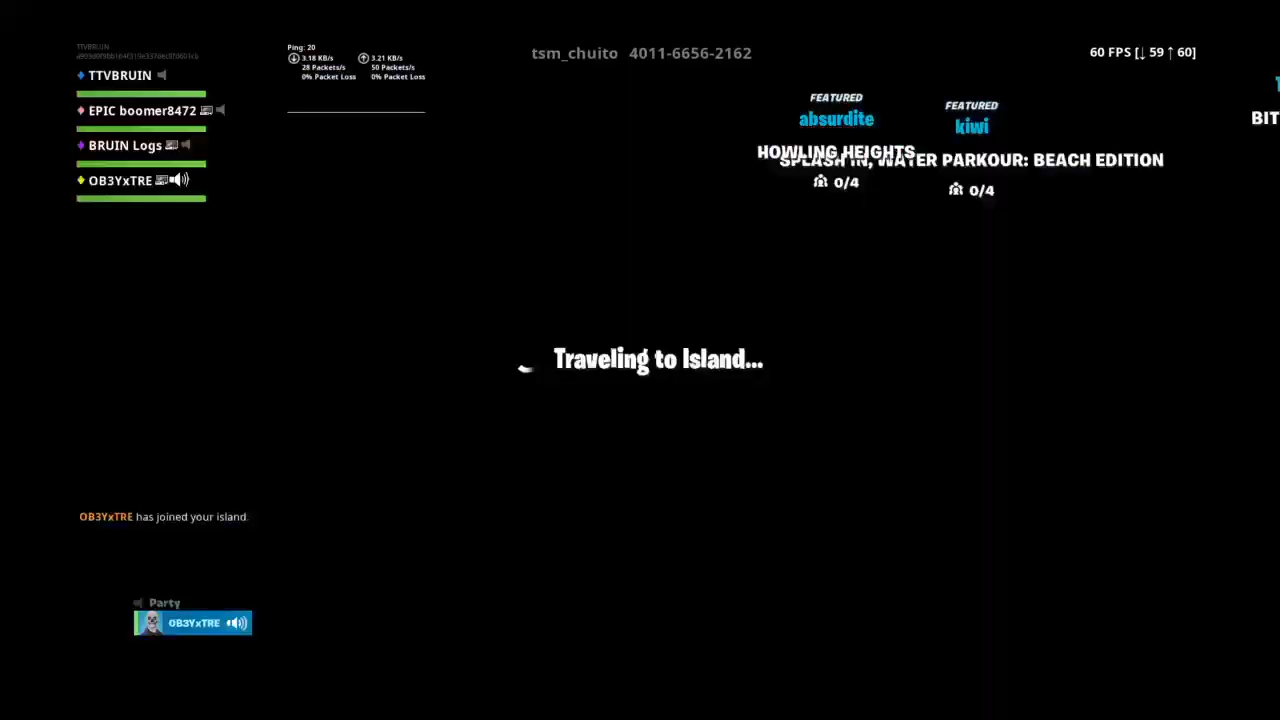 TTVBRUIN
TTVBRUIN
EPIC boomer8472
BRUIN Logs
OB3YxTRE
Ping: 20
3.18 KB/s 3.21 KB/s
28 Packets/s 50 Packets/s
0% Packet Loss 0% Packet Loss
tsm_chuito 4011-6656-2162
60 FPS [↓ 59 ↑ 60]
FEATURED
absurdite
HOWLING HEIGHTS
0/4
FEATURED
kiwi
SPLASH IN, WATER PARKOUR: BEACH EDITION
0/4
BIT
Traveling to Island...
OB3YxTRE has joined your island.
Party
OB3YxTRE